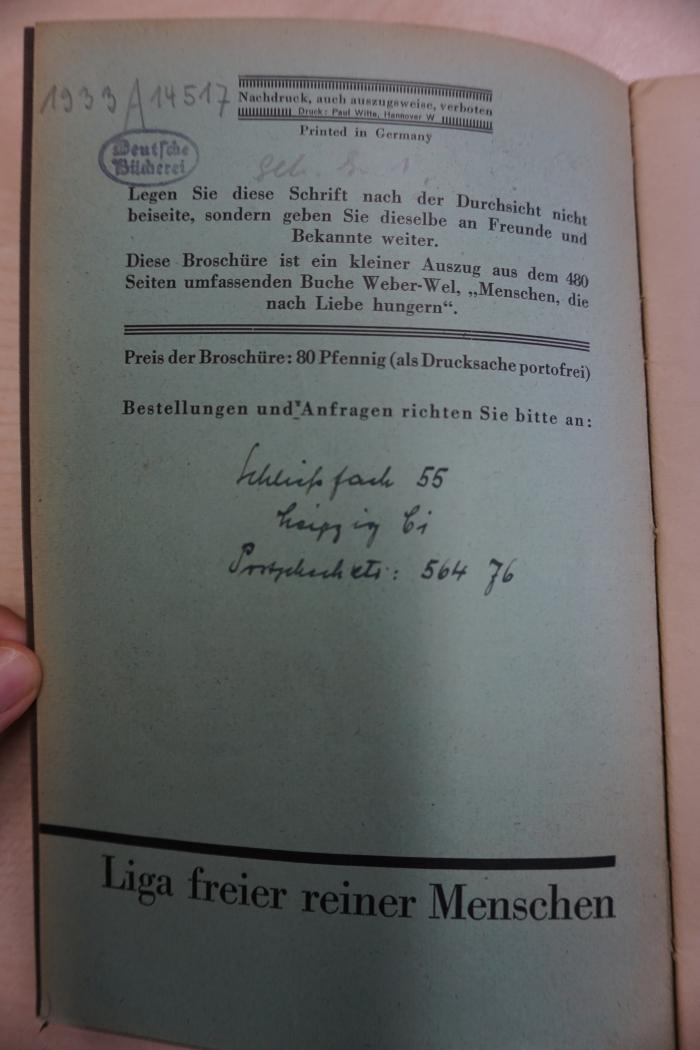 1933 A 14517
Nachdruck, auch auszugsweise, verboten
Druck: Paul Witte, Hannover W
Printed in Germany
Deutsche
Bücherei
Legen Sie diese Schrift nach der Durchsicht nicht
beiseite, sondern geben Sie dieselbe an Freunde und
Bekannte weiter.
Diese Broschüre ist ein kleiner Auszug aus dem 480
Seiten umfassenden Buche Weber-Wel, „Menschen, die
nach Liebe hungern“.
Preis der Broschüre: 80 Pfennig (als Drucksache portofrei)
Bestellungen und Anfragen richten Sie bitte an:
Schließfach 55
Leipzig C1
Postscheckkto: 564 76
Liga freier reiner Menschen